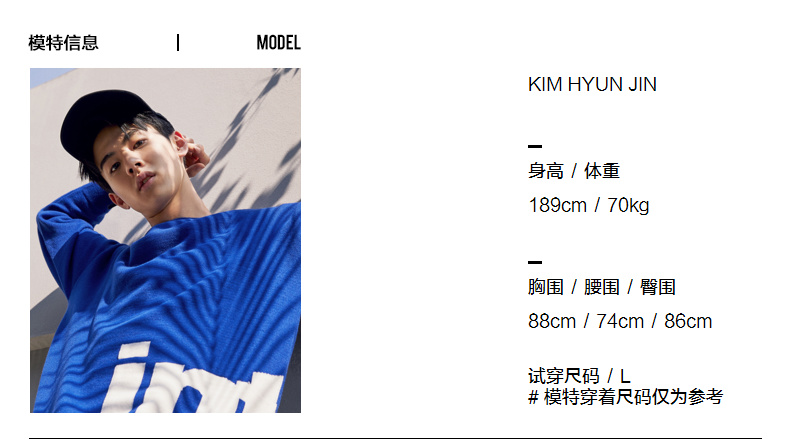 模特信息 | MODEL
KIM HYUN JIN
身高 / 体重
189cm / 70kg
胸围 / 腰围 / 臀围
88cm / 74cm / 86cm
试穿尺码 / L
# 模特穿着尺码仅为参考